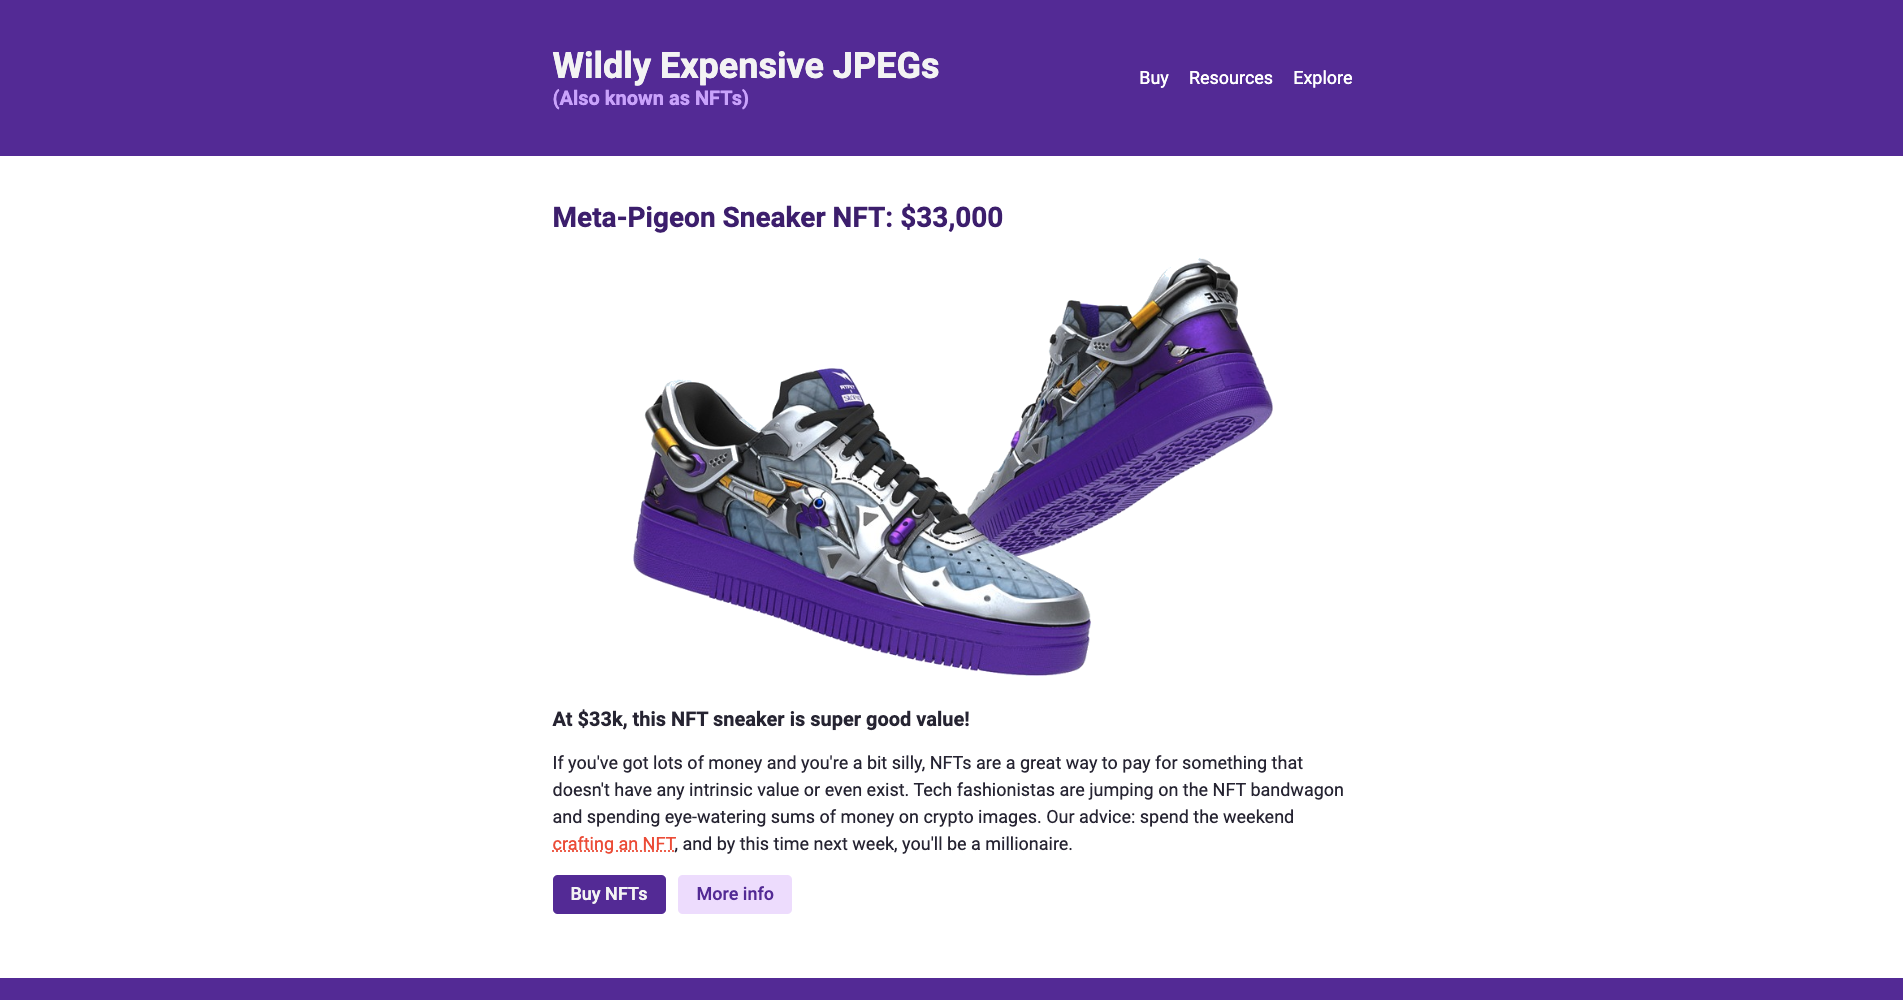 Wildly Expensive JPEGs
(Also known as NFTs)
Buy Resources Explore
Meta-Pigeon Sneaker NFT: $33,000
At $33k, this NFT sneaker is super good value!
If you've got lots of money and you're a bit silly, NFTs are a great way to pay for something that
doesn't have any intrinsic value or even exist. Tech fashionistas are jumping on the NFT bandwagon
and spending eye-watering sums of money on crypto images. Our advice: spend the weekend
crafting an NFT, and by this time next week, you'll be a millionaire.
Buy NFTs More info